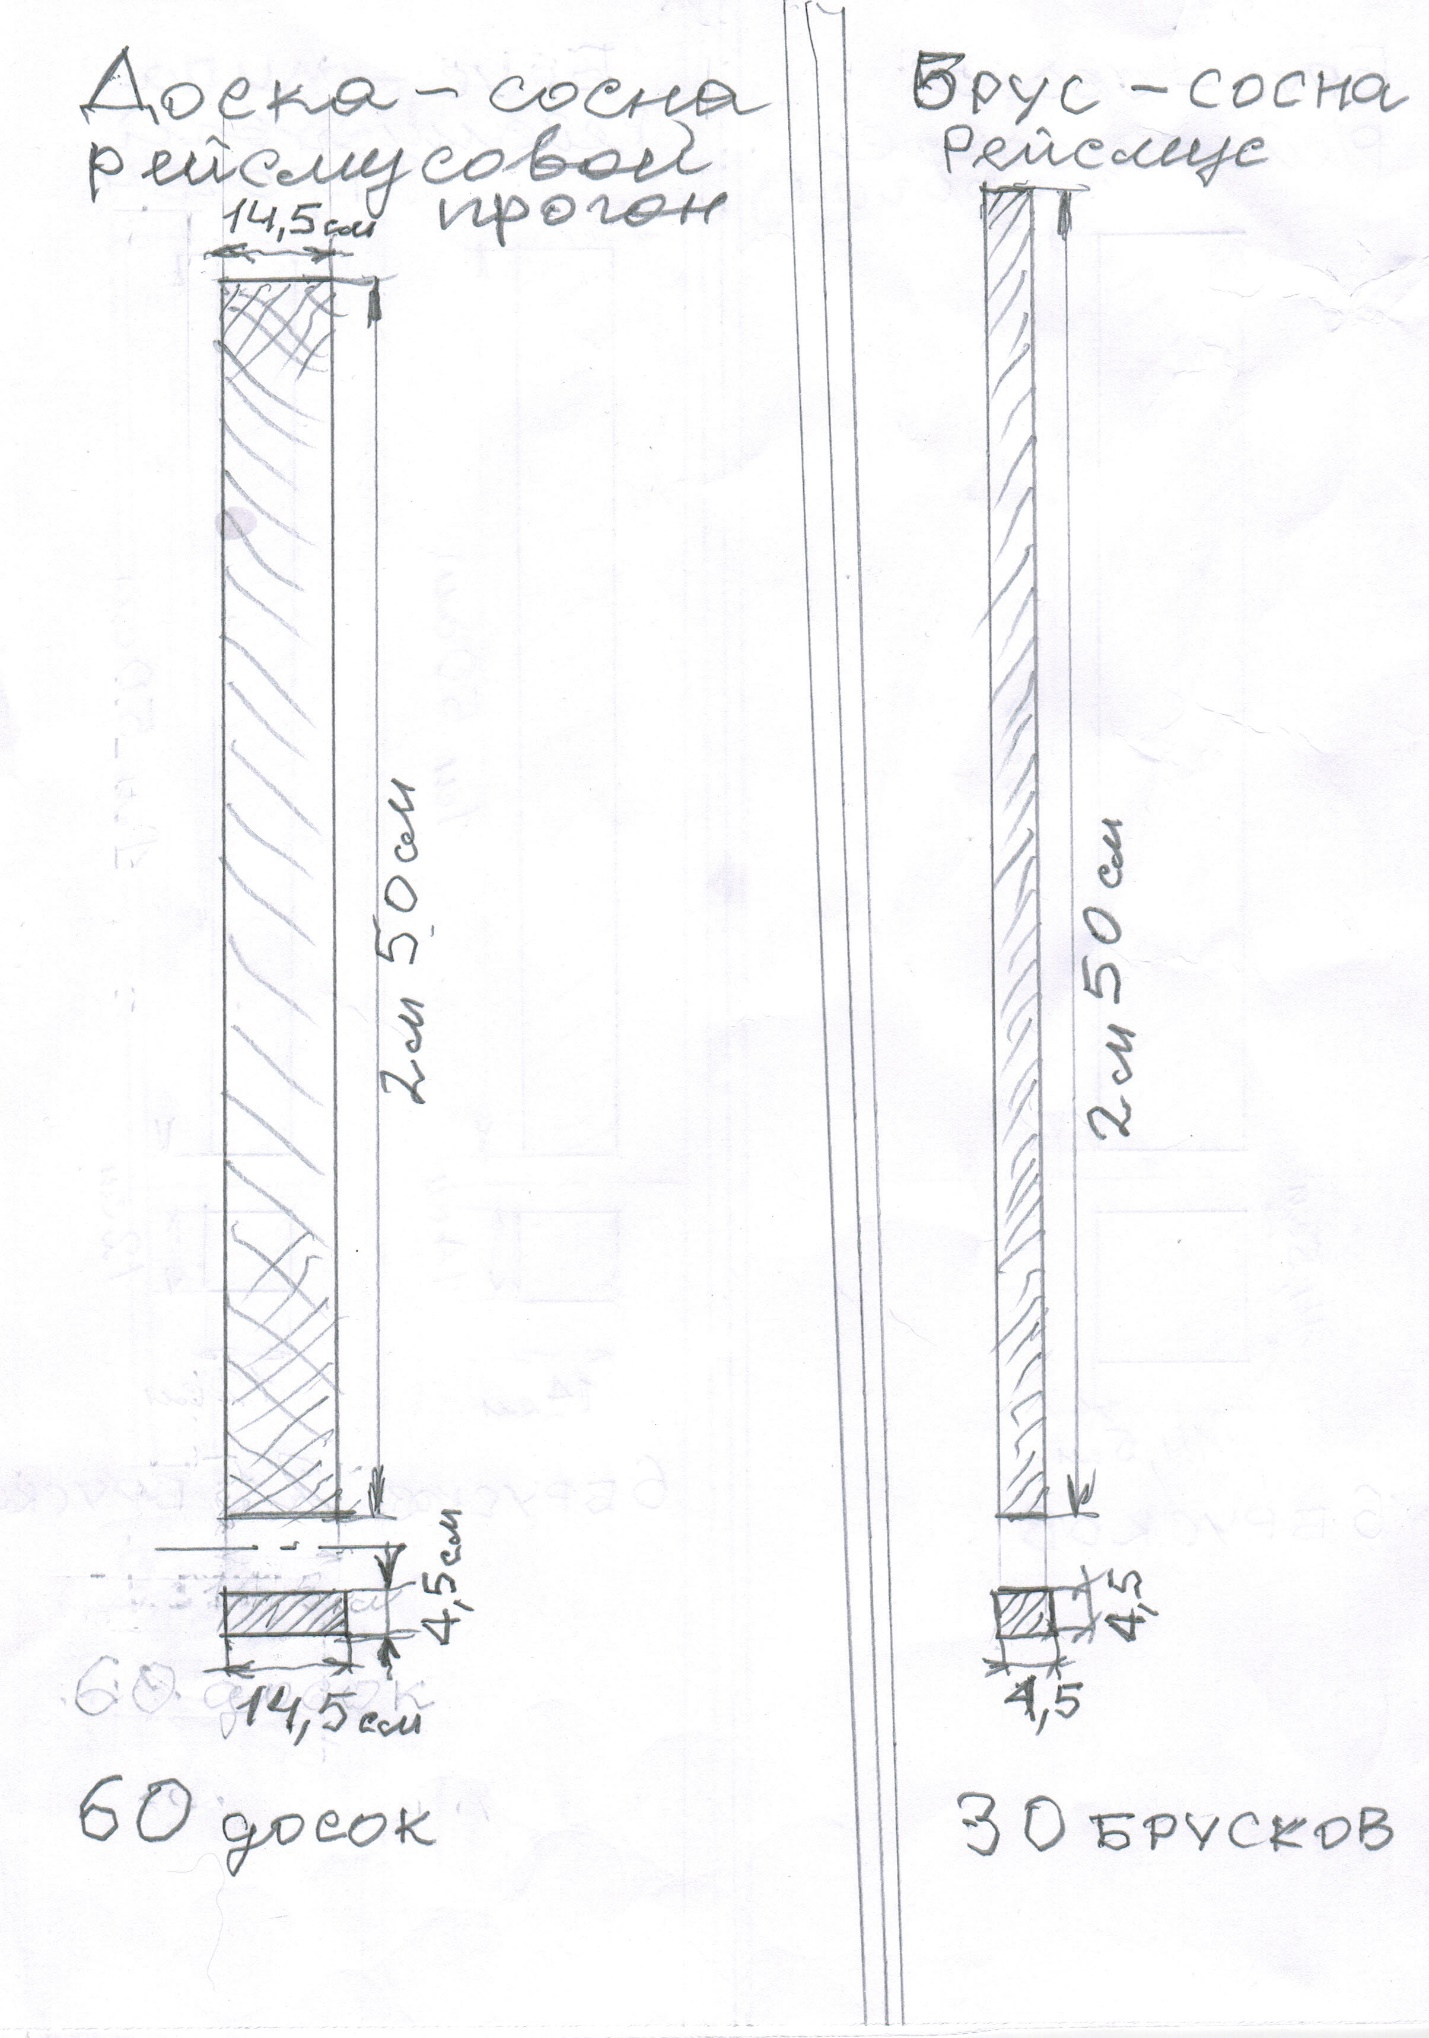 Доска – сосна
рейсмусовой
прогон
14,5 см
2 м 50 см
4,5 см
14,5 см
60 досок
Брус – сосна
Рейсмус
2 м 50 см
4,5
4,5
30 БРУСКОВ